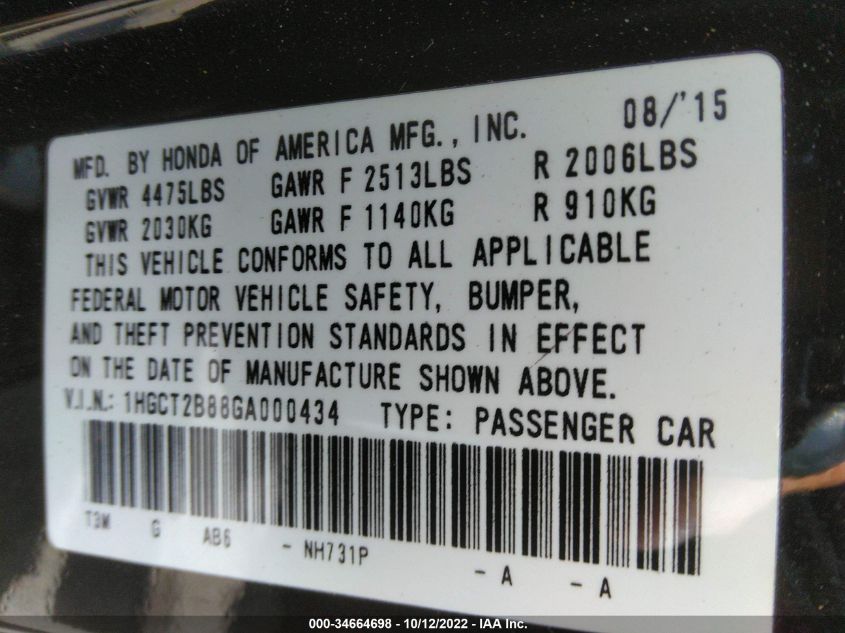 MFD. BY HONDA OF AMERICA MFG., INC. 08/'15
GVWR 4475LBS GAWR F 2513LBS R 2006LBS
GVWR 2030KG GAWR F 1140KG R 910KG
THIS VEHICLE CONFORMS TO ALL APPLICABLE
FEDERAL MOTOR VEHICLE SAFETY, BUMPER,
AND THEFT PREVENTION STANDARDS IN EFFECT
ON THE DATE OF MANUFACTURE SHOWN ABOVE.
V.I.N.: 1HGCT2B88GA000434 TYPE: PASSENGER CAR
T3M G AB6 - NH731P - A - A
000-34664698 - 10/12/2022 - IAA Inc.